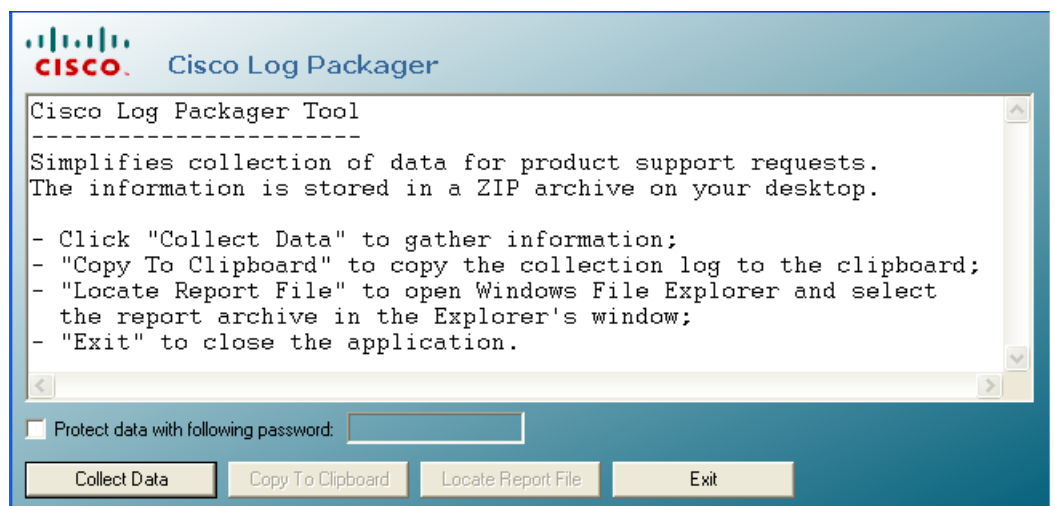 CISCO.
Cisco Log Packager
Cisco Log Packager Tool
-----------------------
Simplifies collection of data for product support requests.
The information is stored in a ZIP archive on your desktop.
- Click "Collect Data" to gather information;
- "Copy To Clipboard" to copy the collection log to the clipboard;
- "Locate Report File" to open Windows File Explorer and select
the report archive in the Explorer's window;
- "Exit" to close the application.
Protect data with following password:
Collect Data
Copy To Clipboard
Locate Report File
Exit